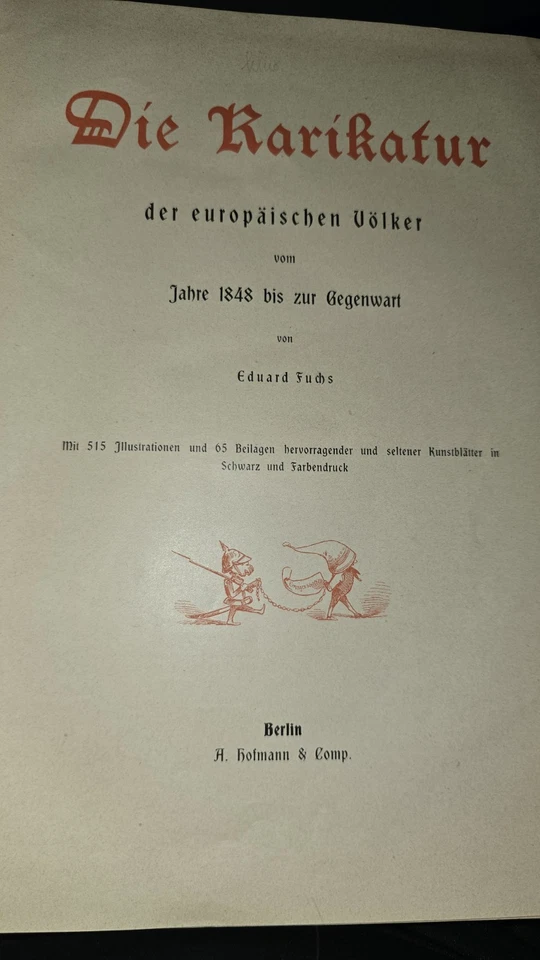 Die Karikatur
der europäischen Völker
vom
Jahre 1848 bis zur Gegenwart
von
Eduard Fuchs
Mit 515 Illustrationen und 65 Beilagen hervorragender und seltener Kunstblätter in
Schwarz und Farbendruck
Berlin
A. Hofmann & Comp.